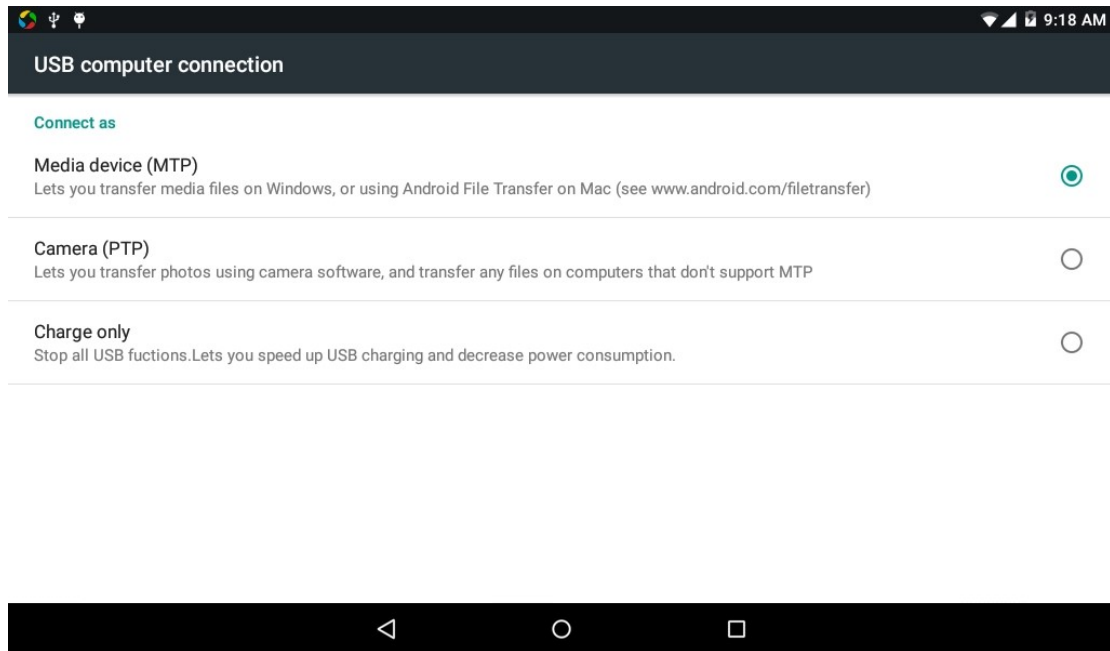 9:18 AM
USB computer connection
Connect as
Media device (MTP)
Lets you transfer media files on Windows, or using Android File Transfer on Mac (see www.android.com/filetransfer)
Camera (PTP)
Lets you transfer photos using camera software, and transfer any files on computers that don't support MTP
Charge only
Stop all USB fuctions.Lets you speed up USB charging and decrease power consumption.